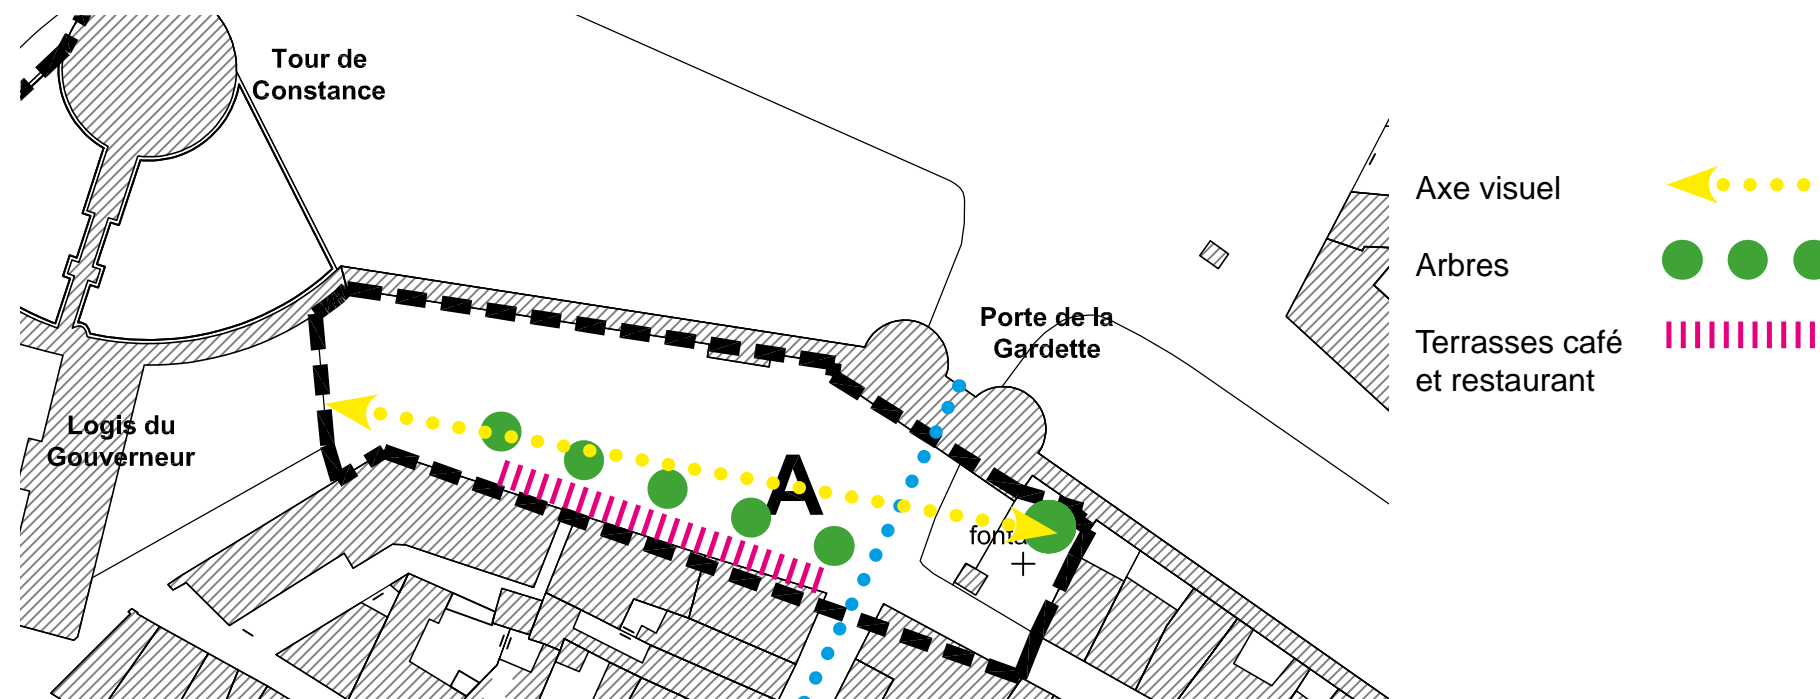 Tour de
Constance
Porte de la
Gardette
Logis du
Gouverneur
A
Axe visuel
Arbres
Terrasses café
et restaurant